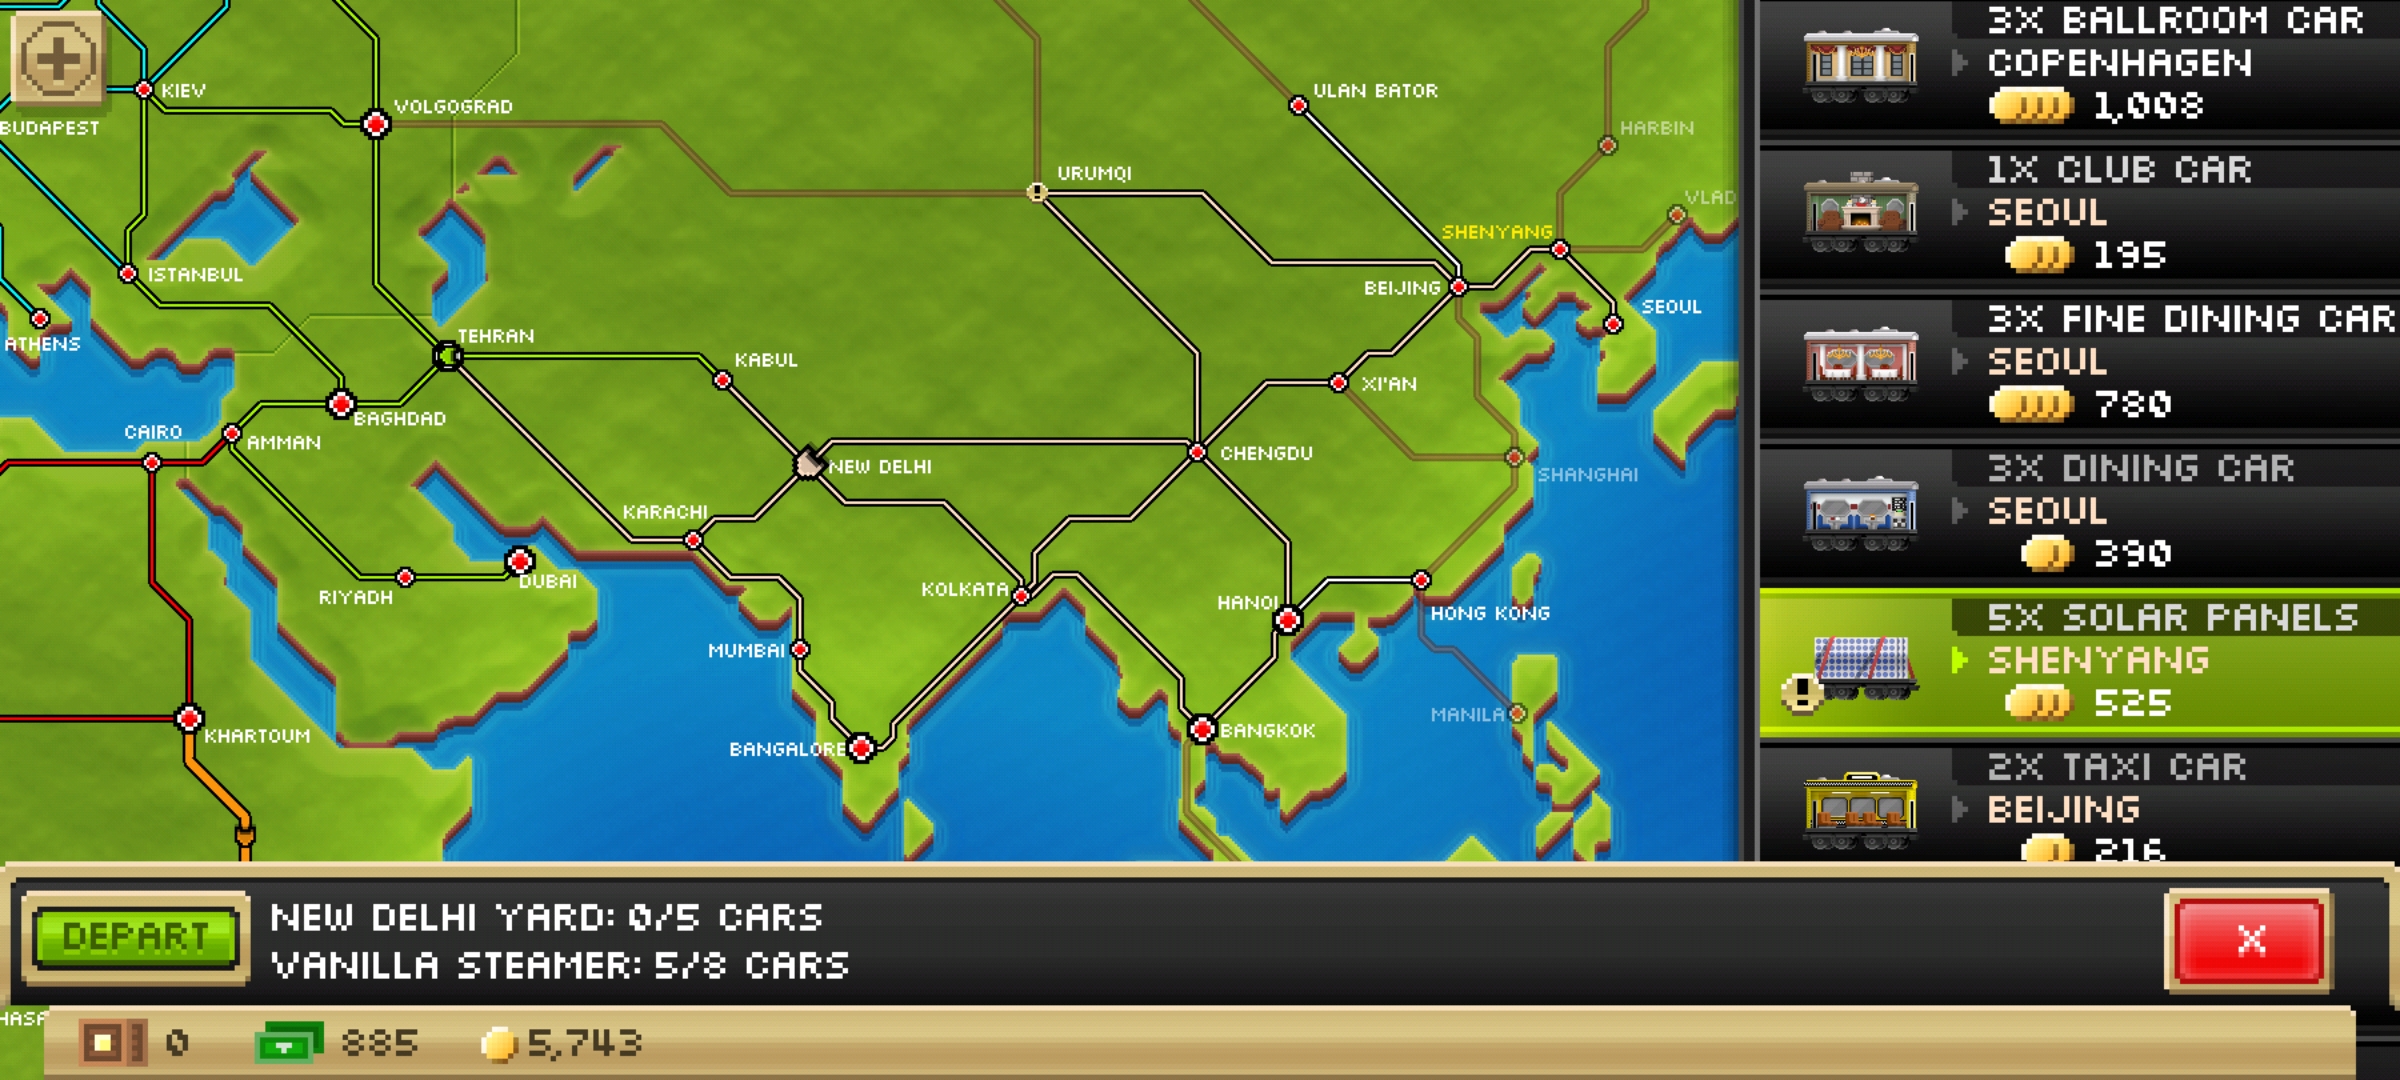 KIEV
BUDAPEST
VOLGOGRAD
ULAN BATOR
HARBIN
URUMQI
VLAD
SHENYANG
ISTANBUL
BEIJING
SEOUL
ATHENS
TEHRAN
KABUL
XI'AN
BAGHDAD
CAIRO
AMMAN
NEW DELHI
CHENGDU
SHANGHAI
KARACHI
RIYADH
DUBAI
KOLKATA
HANOI
HONG KONG
MUMBAI
MANILA
KHARTOUM
BANGALORE
BANGKOK
3X BALLROOM CAR
COPENHAGEN
1,008
1X CLUB CAR
SEOUL
195
3X FINE DINING CAR
SEOUL
780
3X DINING CAR
SEOUL
390
5X SOLAR PANELS
SHENYANG
525
2X TAXI CAR
BEIJING
216
DEPART
NEW DELHI YARD: 0/5 CARS
VANILLA STEAMER: 5/8 CARS
X
HASA
0
885
5,743